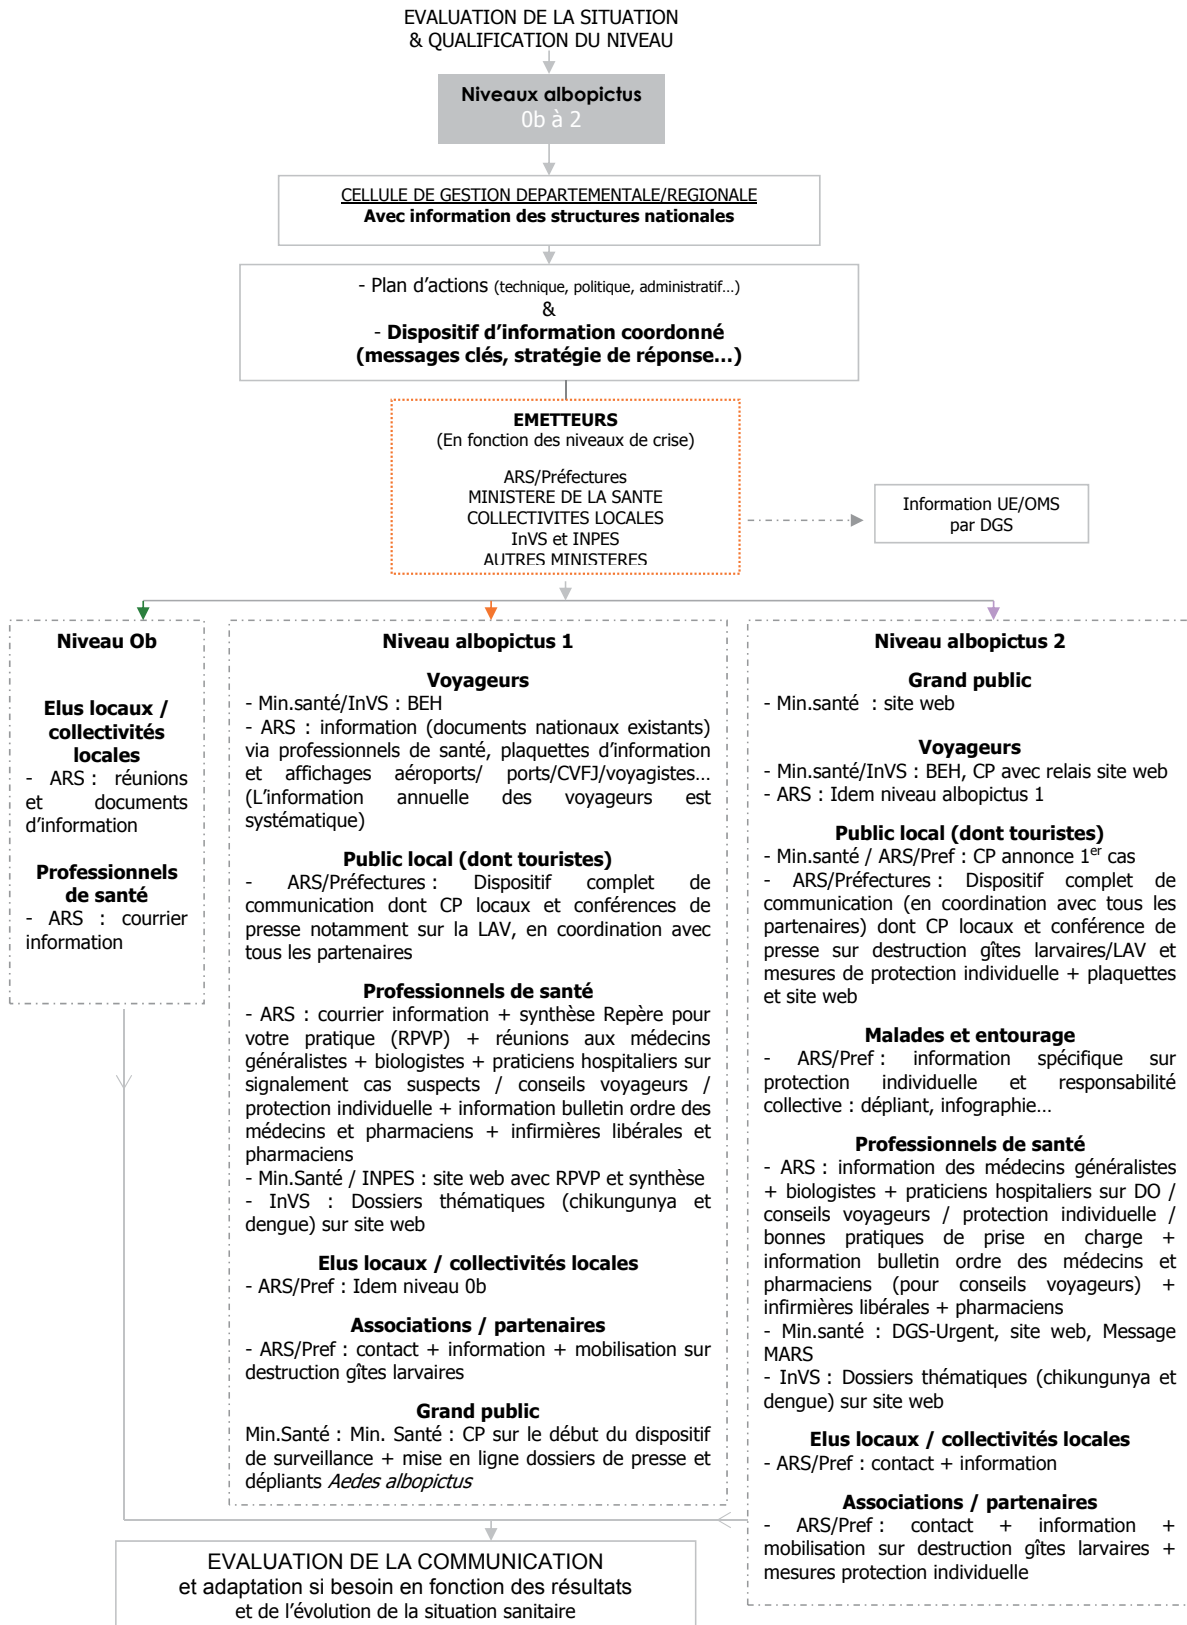 EVALUATION DE LA SITUATION
& QUALIFICATION DU NIVEAU
Niveaux albopictus
0b à 2
CELLULE DE GESTION DEPARTEMENTALE/REGIONALE
Avec information des structures nationales
- Plan d'actions (technique, politique, administratif…)
&
- Dispositif d'information coordonné
(messages clés, stratégie de réponse…)
EMETTEURS
(En fonction des niveaux de crise)
ARS/Préfectures
MINISTERE DE LA SANTE
COLLECTIVITES LOCALES
InVS et INPES
AUTRES MINISTERES
Information UE/OMS
par DGS
Niveau Ob
Elus locaux /
collectivités
locales
- ARS : réunions
et documents
d'information
Professionnels
de santé
- ARS : courrier
information
Niveau albopictus 1
Voyageurs
- Min.santé/InVS : BEH
- ARS : information (documents nationaux existants)
via professionnels de santé, plaquettes d'information
et affichages aéroports/ ports/CVFJ/voyagistes…
(L'information annuelle des voyageurs est
systématique)
Public local (dont touristes)
- ARS/Préfectures : Dispositif complet de
communication dont CP locaux et conférences de
presse notamment sur la LAV, en coordination avec
tous les partenaires
Professionnels de santé
- ARS : courrier information + synthèse Repère pour
votre pratique (RPVP) + réunions aux médecins
généralistes + biologistes + praticiens hospitaliers sur
signalement cas suspects / conseils voyageurs /
protection individuelle + information bulletin ordre des
médecins et pharmaciens + infirmières libérales et
pharmaciens
- Min.Santé / INPES : site web avec RPVP et synthèse
- InVS : Dossiers thématiques (chikungunya et
dengue) sur site web
Elus locaux / collectivités locales
- ARS/Pref : Idem niveau 0b
Associations / partenaires
- ARS/Pref : contact + information + mobilisation sur
destruction gîtes larvaires
Grand public
Min.Santé : Min. Santé : CP sur le début du dispositif
de surveillance + mise en ligne dossiers de presse et
dépliants Aedes albopictus
Niveau albopictus 2
Grand public
- Min.santé : site web
Voyageurs
- Min.santé/InVS : BEH, CP avec relais site web
- ARS : Idem niveau albopictus 1
Public local (dont touristes)
- Min.santé / ARS/Pref : CP annonce 1er cas
- ARS/Préfectures : Dispositif complet de
communication (en coordination avec tous les
partenaires) dont CP locaux et conférence de
presse sur destruction gîtes larvaires/LAV et
mesures de protection individuelle + plaquettes
et site web
Malades et entourage
- ARS/Pref : information spécifique sur
protection individuelle et responsabilité
collective : dépliant, infographie…
Professionnels de santé
- ARS : information des médecins généralistes
+ biologistes + praticiens hospitaliers sur DO /
conseils voyageurs / protection individuelle /
bonnes pratiques de prise en charge +
information bulletin ordre des médecins et
pharmaciens (pour conseils voyageurs) +
infirmières libérales + pharmaciens
- Min.santé : DGS-Urgent, site web, Message
MARS
- InVS : Dossiers thématiques (chikungunya et
dengue) sur site web
Elus locaux / collectivités locales
- ARS/Pref : contact + information
Associations / partenaires
- ARS/Pref : contact + information +
mobilisation sur destruction gîtes larvaires +
mesures protection individuelle
EVALUATION DE LA COMMUNICATION
et adaptation si besoin en fonction des résultats
et de l'évolution de la situation sanitaire